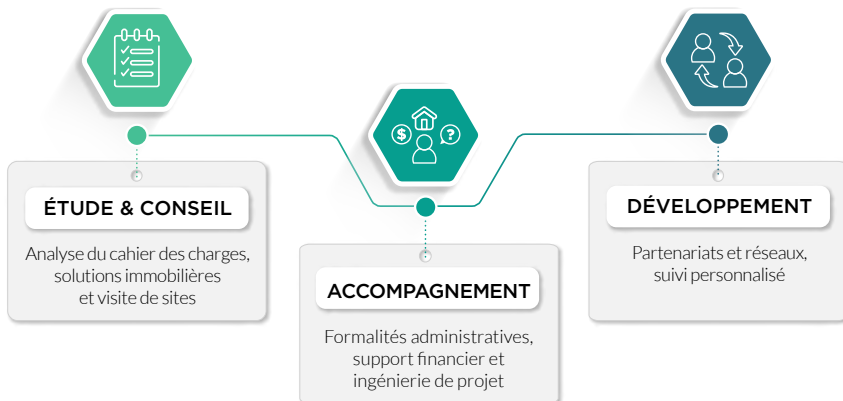 ÉTUDE & CONSEIL
Analyse du cahier des charges,
solutions immobilières
et visite de sites
$
?
ACCOMPAGNEMENT
Formalités administratives,
support financier et
ingénierie de projet
DÉVELOPPEMENT
Partenariats et réseaux,
suivi personnalisé